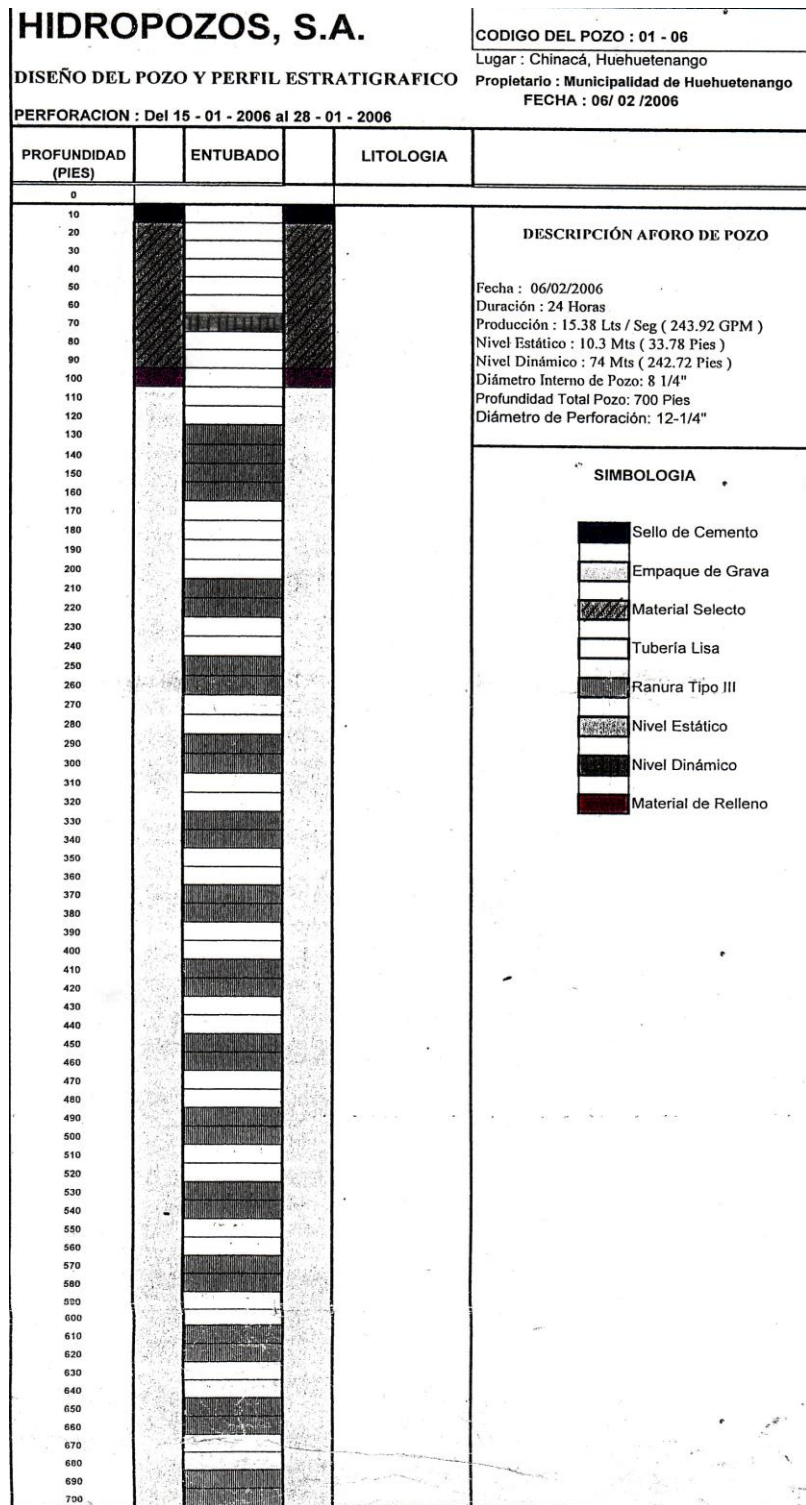 HIDROPOZOS, S.A.
CODIGO DEL POZO : 01 - 06
Lugar : Chinacá, Huehuetenango
DISEÑO DEL POZO Y PERFIL ESTRATIGRAFICO
Propietario : Municipalidad de Huehuetenango
FECHA : 06/ 02 /2006
PERFORACION : Del 15 - 01 - 2006 al 28 - 01 - 2006
PROFUNDIDAD
(PIES)
ENTUBADO
LITOLOGIA
0
10
20
30
40
50
60
70
80
90
100
110
120
130
140
150
160
170
180
190
200
210
220
230
240
250
260
270
280
290
300
310
320
330
340
350
360
370
380
390
400
410
420
430
440
450
460
470
480
490
500
510
520
530
540
550
560
570
580
590
600
610
620
630
640
650
660
670
680
690
700
DESCRIPCIÓN AFORO DE POZO
Fecha : 06/02/2006
Duración : 24 Horas
Producción : 15.38 Lts / Seg ( 243.92 GPM )
Nivel Estático : 10.3 Mts ( 33.78 Pies )
Nivel Dinámico : 74 Mts ( 242.72 Pies )
Diámetro Interno de Pozo: 8 1/4"
Profundidad Total Pozo: 700 Pies
Diámetro de Perforación: 12-1/4"
SIMBOLOGIA
Sello de Cemento
Empaque de Grava
Material Selecto
Tubería Lisa
Ranura Tipo III
Nivel Estático
Nivel Dinámico
Material de Relleno